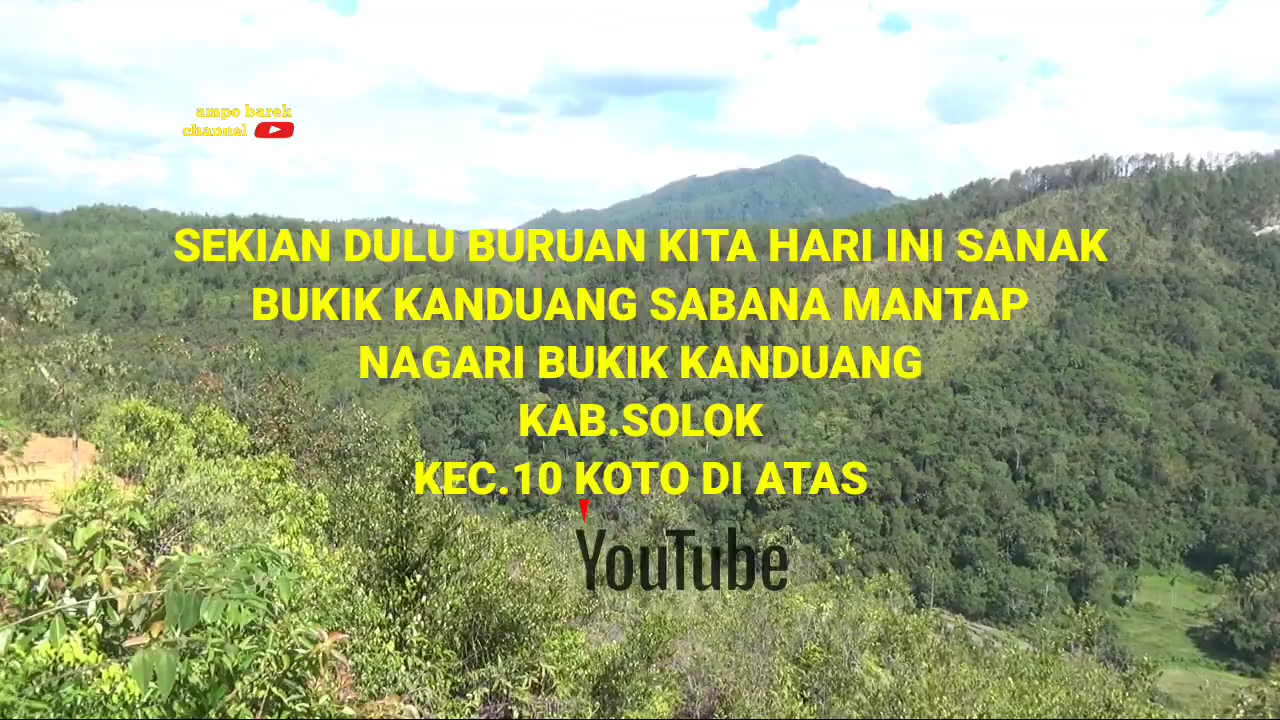 ampo barek
channel
SEKIAN DULU BURUAN KITA HARI INI SANAK
BUKIK KANDUANG SABANA MANTAP
NAGARI BUKIK KANDUANG
KAB.SOLOK
KEC.10 KOTO DI ATAS
YouTube